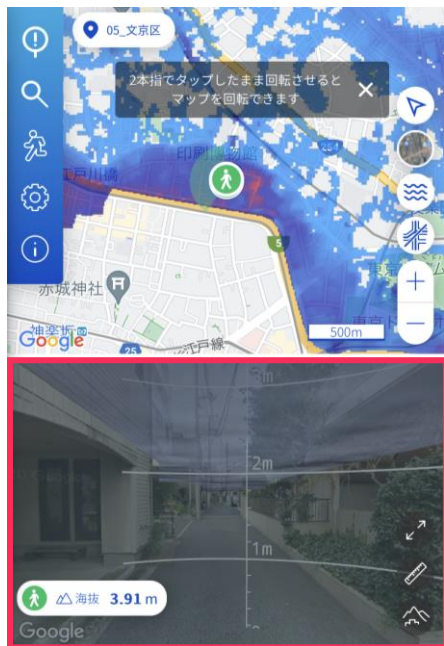 05_文京区
2本指でタップしたまま回転させると
マップを回転できます
254
印刷博物館
江戸川橋
5
赤城神社
神楽坂
Google
25
江戸線
500m
3m
2m
1m
海抜 3.91 m
Google